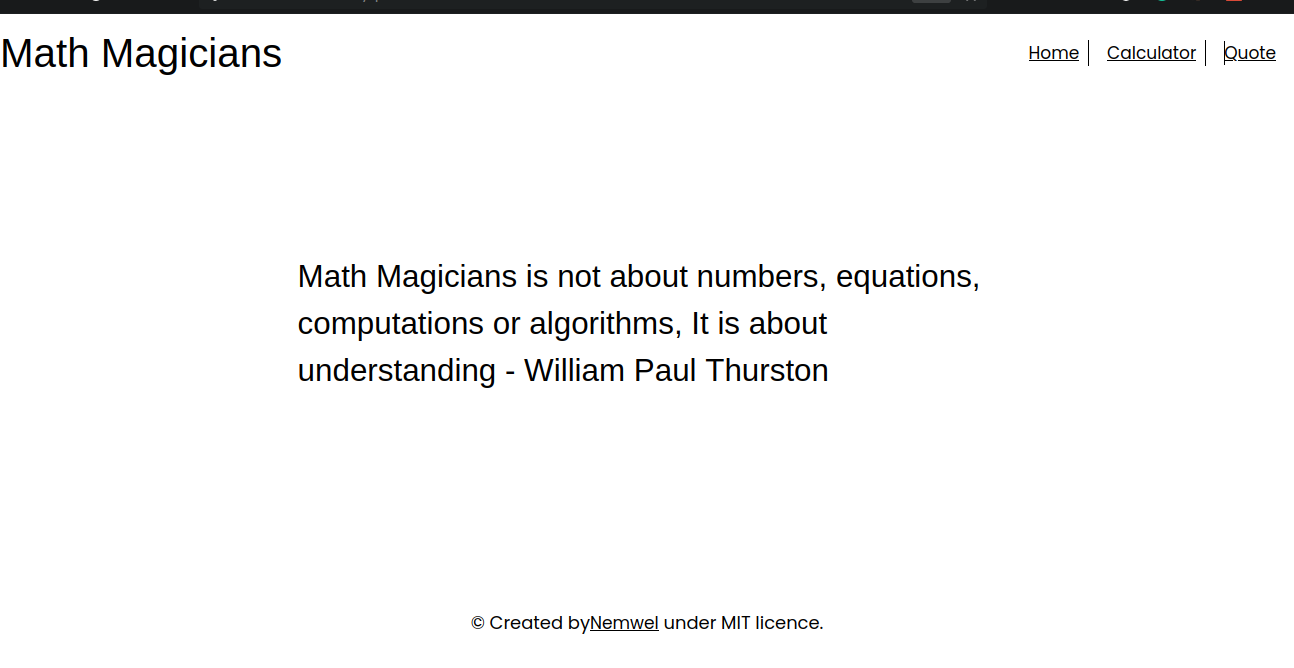 Math Magicians
Home
Calculator
Quote
Math Magicians is not about numbers, equations,
computations or algorithms, It is about
understanding - William Paul Thurston
© Created byNemwel under MIT licence.